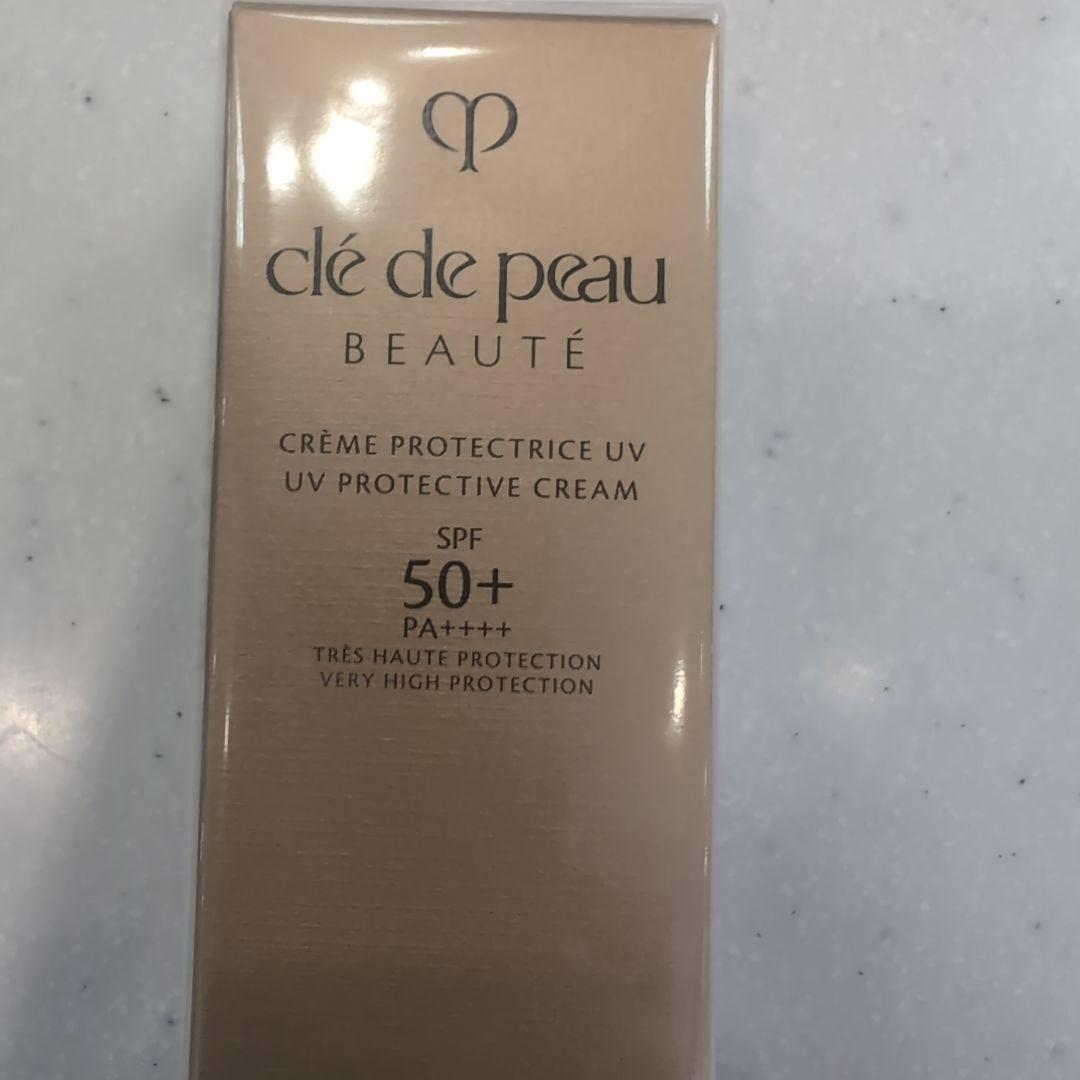 clé de peau
BEAUTÉ
CRÈME PROTECTRICE UV
UV PROTECTIVE CREAM
SPF
50+
PA++++
TRÈS HAUTE PROTECTION
VERY HIGH PROTECTION